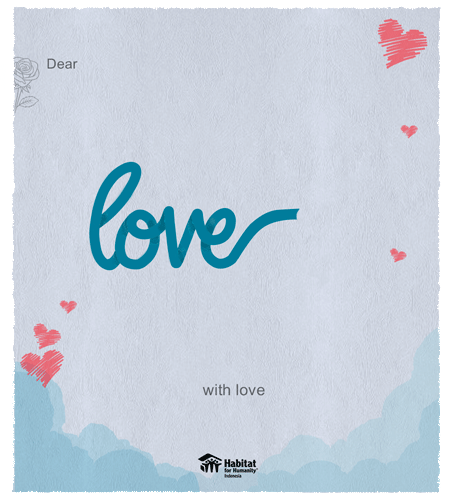 Dear
love
with love
Habitat
for Humanity®
Indonesia